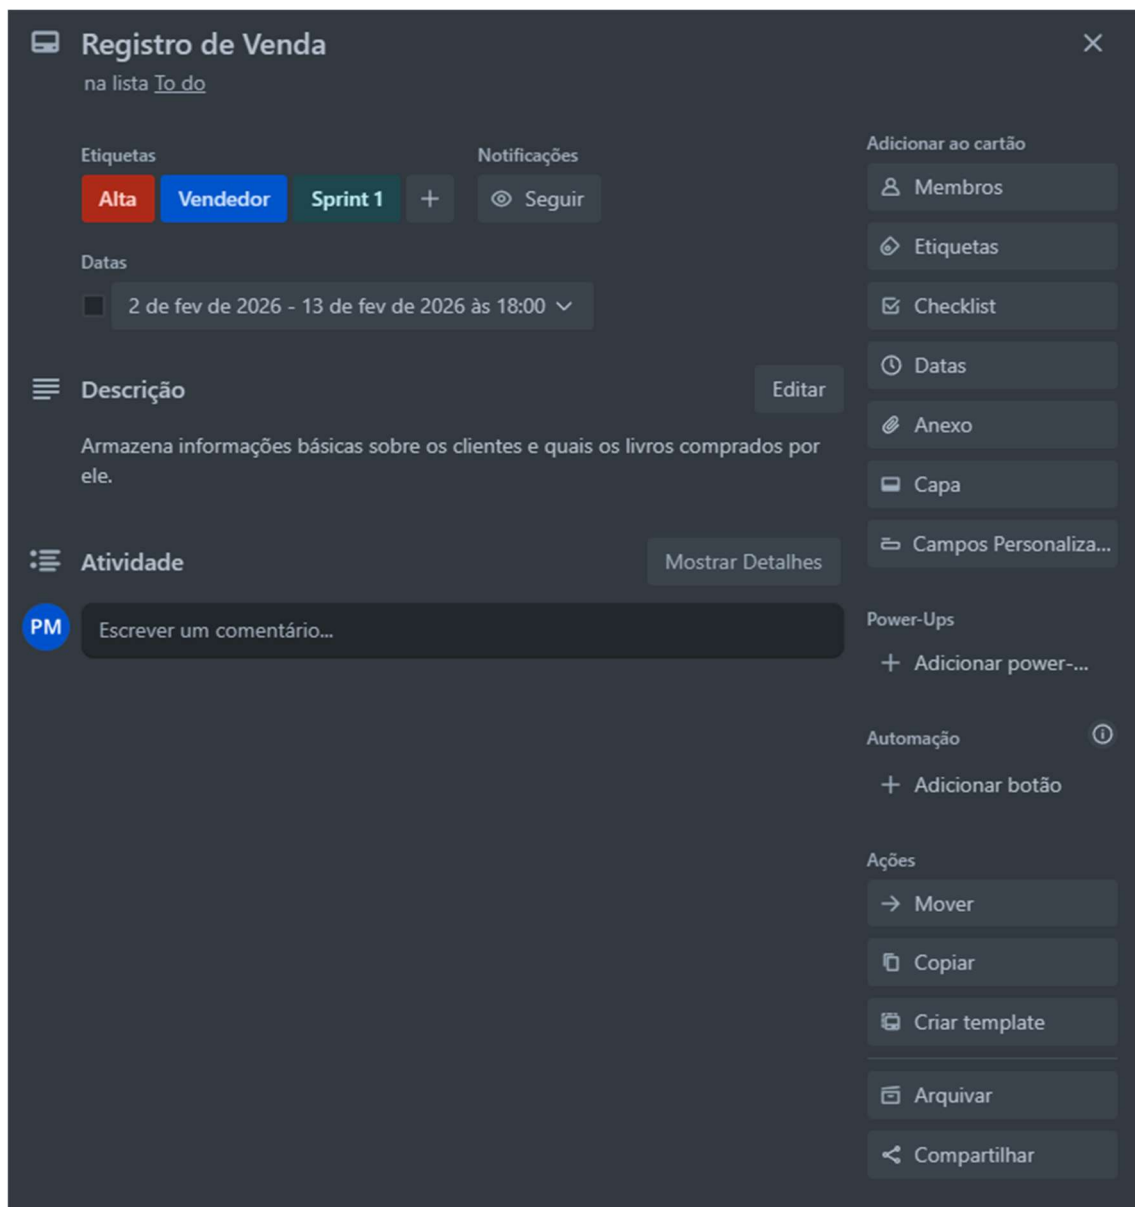 Registro de Venda
na lista To do
Etiquetas
Alta
Vendedor
Sprint 1
Notificações
Seguir
Datas
2 de fev de 2026 - 13 de fev de 2026 às 18:00
Descrição
Editar
Armazena informações básicas sobre os clientes e quais os livros comprados por
ele.
Atividade
Mostrar Detalhes
PM
Escrever um comentário...
Adicionar ao cartão
Membros
Etiquetas
Checklist
Datas
Anexo
Capa
Campos Personaliza...
Power-Ups
+ Adicionar power-...
Automação
+ Adicionar botão
Ações
Mover
Copiar
Criar template
Arquivar
Compartilhar